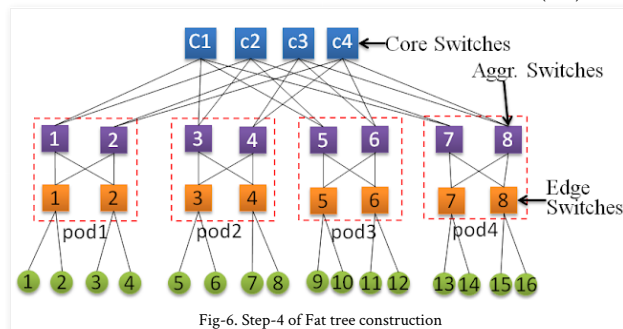 C1 c2 c3 c4 Core Switches
Aggr. Switches
1 2 3 4 5 6 7 8
1 2 3 4 5 6 7 8 Edge
Switches
pod1 pod2 pod3 pod4
1 2 3 4 5 6 7 8 9 10 11 12 13 14 15 16
Fig-6. Step-4 of Fat tree construction